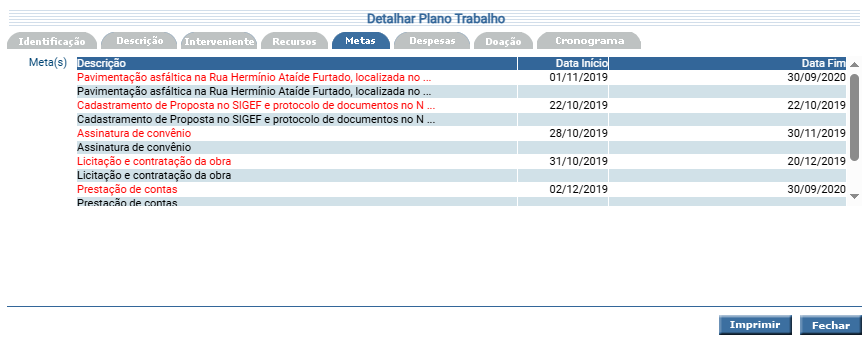 Detalhar Plano Trabalho
Identificação Descrição Interveniente Recursos Metas Despesas Doação Cronograma
Meta(s) Descrição Data Início Data Fim
Pavimentação asfáltica na Rua Hermínio Ataíde Furtado, localizada no ... 01/11/2019 30/09/2020
Pavimentação asfáltica na Rua Hermínio Ataíde Furtado, localizada no ...
Cadastramento de Proposta no SIGEF e protocolo de documentos no N ... 22/10/2019 22/10/2019
Cadastramento de Proposta no SIGEF e protocolo de documentos no N ...
Assinatura de convênio 28/10/2019 30/11/2019
Assinatura de convênio
Licitação e contratação da obra 31/10/2019 20/12/2019
Licitação e contratação da obra
Prestação de contas 02/12/2019 30/09/2020
Prestação de contas
Imprimir Fechar